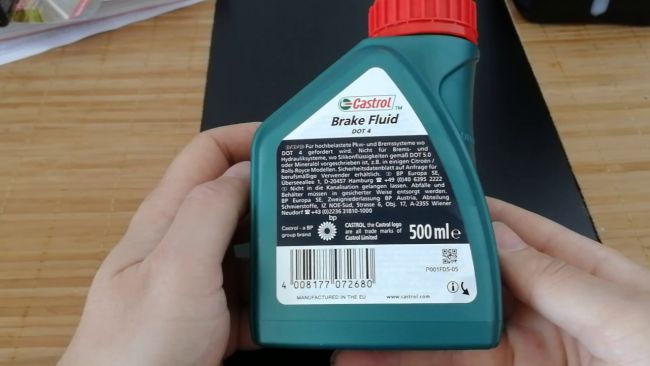 Castrol™
Brake Fluid
DOT 4
Für hochbelastete Pkw- und Bremssysteme wo
DOT 4 gefordert wird. Nicht für Brems- und
Hydrauliksysteme, wo Silikonflüssigkeiten gemäß DOT 5.0
oder Mineralöl vorgeschrieben ist, z.B. in einigen Citroën /
Rolls-Royce Modellen. Sicherheitsdatenblatt auf Anfrage für
berufsmäßige Verwender erhältlich. BP Europa SE,
Überseeallee 1, D-20457 Hamburg ☎ +49 (0)40 6395 2222
Nicht in die Kanalisation gelangen lassen. Abfälle und
Behälter müssen in gesicherter Weise entsorgt werden.
BP Europa SE, Zweigniederlassung BP Austria, Abteilung
Schmierstoffe, IZ NOE-Süd, Strasse 6, Obj. 17, A-2355 Wiener
Neudorf ☎ +43 (0)2236 31810-1000
bp
Castrol - a BP
group brand
CASTROL, the Castrol logo
are all trade marks of
Castrol Limited
500 ml e
P001FDS-05
4 008177 072680
MANUFACTURED IN THE EU
www.castrol.com